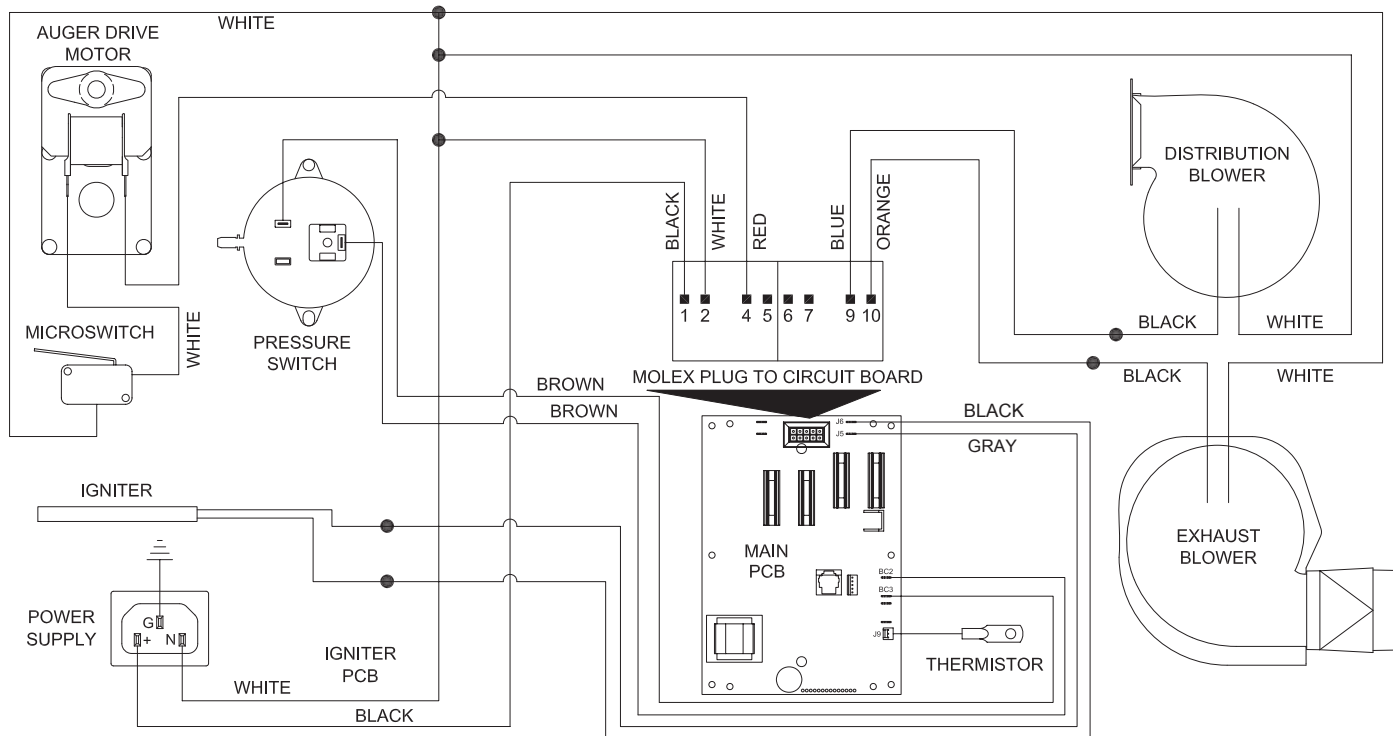 WHITE
AUGER DRIVE
MOTOR
DISTRIBUTION
BLOWER
BLACK
WHITE
RED
BLUE
ORANGE
1 2 4 5 6 7 9 10
MICROSWITCH
WHITE
PRESSURE
SWITCH
BLACK
WHITE
MOLEX PLUG TO CIRCUIT BOARD
BLACK
WHITE
BROWN
BROWN
J6
J5
BLACK
GRAY
IGNITER
EXHAUST
BLOWER
MAIN
PCB
BC2
BC3
J9
THERMISTOR
POWER
SUPPLY
G
+ N
IGNITER
PCB
WHITE
BLACK